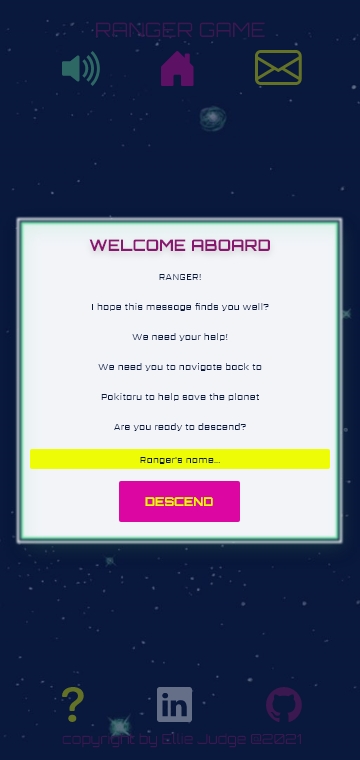 RANGER GAME
WELCOME ABOARD
RANGER!
I hope this message finds you well?
We need your help!
We need you to navigate back to
Pakitaru to help save the planet
Are you ready to descend?
Ranger's name...
DESCEND
?
in
copyright by Ellie Judge @2021